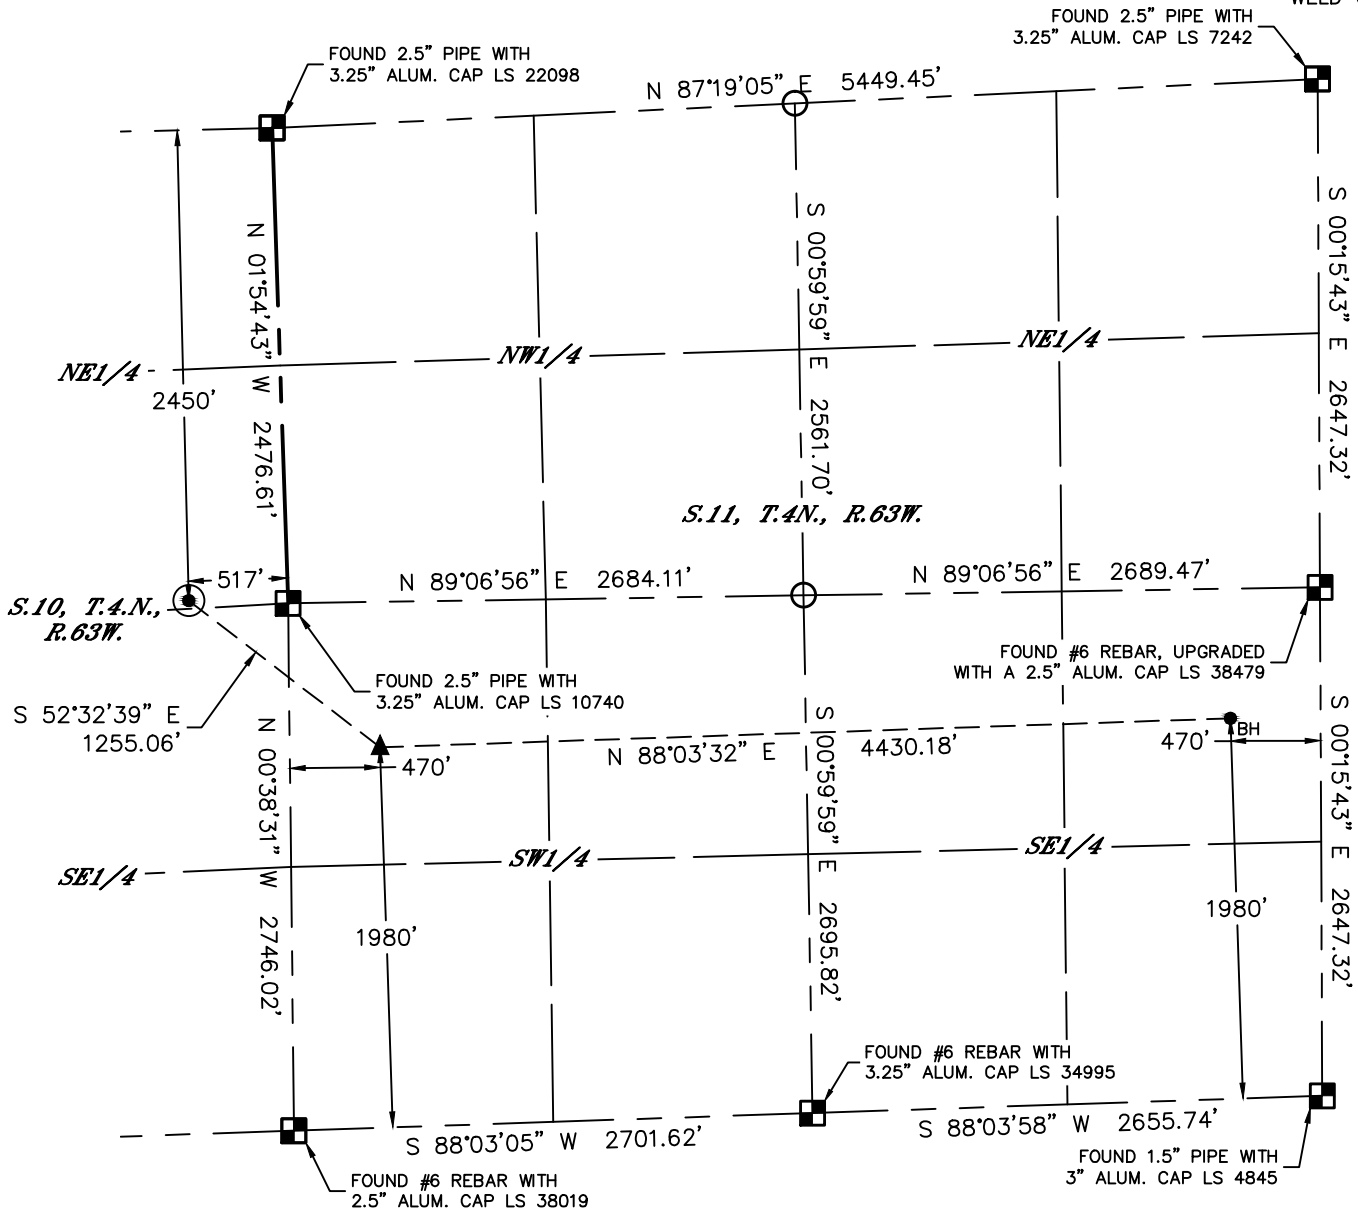 FOUND 2.5" PIPE WITH
3.25" ALUM. CAP LS 7242
FOUND 2.5" PIPE WITH
3.25" ALUM. CAP LS 22098
N 87°19'05" E 5449.45'
N 01°54'43" W 2476.61'
S 00°59'59" E 2561.70'
S 00°15'43" E 2647.32'
NE1/4
NW1/4
NE1/4
2450'
S.11, T.4N., R.63W.
517'
N 89°06'56" E 2684.11'
N 89°06'56" E 2689.47'
S.10, T.4.N.,
R.63W.
FOUND #6 REBAR, UPGRADED
WITH A 2.5" ALUM. CAP LS 38479
FOUND 2.5" PIPE WITH
3.25" ALUM. CAP LS 10740
S 52°32'39" E
1255.06'
N 88°03'32" E 4430.18'
470'
470'
BH
N 00°38'31" W 2746.02'
S 00°59'59" E 2695.82'
S 00°15'43" E 2647.32'
SE1/4
SW1/4
SE1/4
1980'
1980'
FOUND #6 REBAR WITH
3.25" ALUM. CAP LS 34995
S 88°03'05" W 2701.62'
S 88°03'58" W 2655.74'
FOUND 1.5" PIPE WITH
3" ALUM. CAP LS 4845
FOUND #6 REBAR WITH
2.5" ALUM. CAP LS 38019